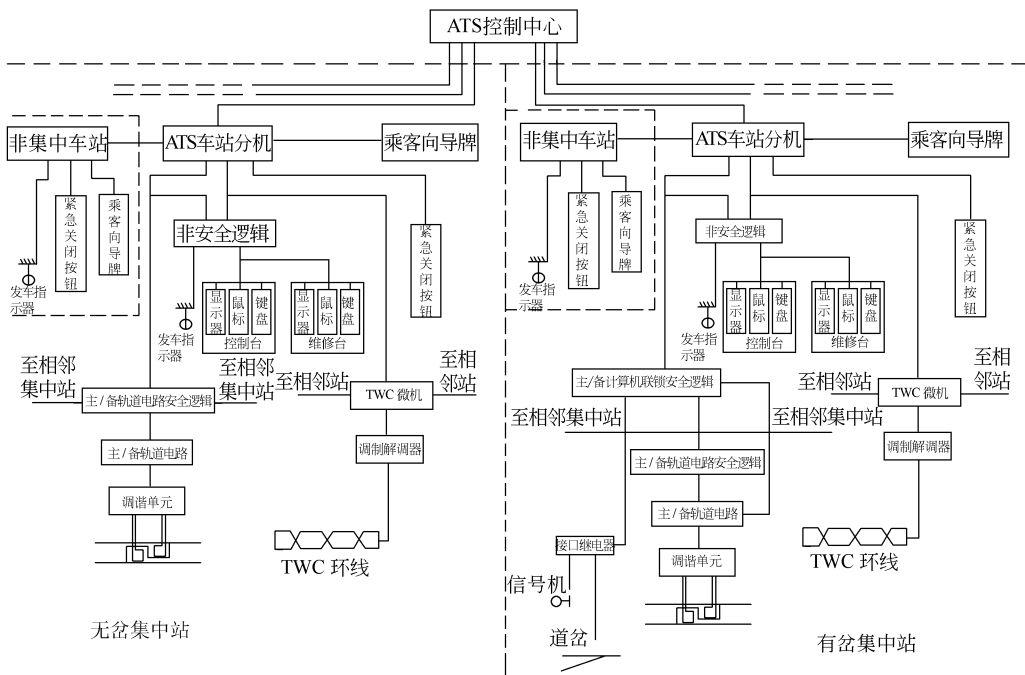 ATS控制中心
非集中车站
ATS车站分机
乘客向导牌
紧急关闭按钮
乘客向导牌
发车指
示器
非安全逻辑
紧急关闭按钮
显示器
鼠标
键盘
控制台
显示器
鼠标
键盘
维修台
发车指
示器
至相邻
集中站
至相邻
集中站
至相邻站
至相
邻站
主/备轨道电路安全逻辑
TWC 微机
主/备轨道电路
调制解调器
调谐单元
TWC 环线
无岔集中站
非集中车站
ATS车站分机
乘客向导牌
紧急关闭按钮
乘客向导牌
发车指
示器
非安全逻辑
紧急关闭按钮
显示器
鼠标
键盘
控制台
显示器
鼠标
键盘
维修台
发车指
示器
主/备计算机联锁安全逻辑
至相邻站
至相
邻站
TWC 微机
至相邻集中站
至相邻集中站
调制解调器
主/备轨道电路安全逻辑
主/备轨道电路
接口继电器
调谐单元
TWC 环线
信号机
道岔
有岔集中站